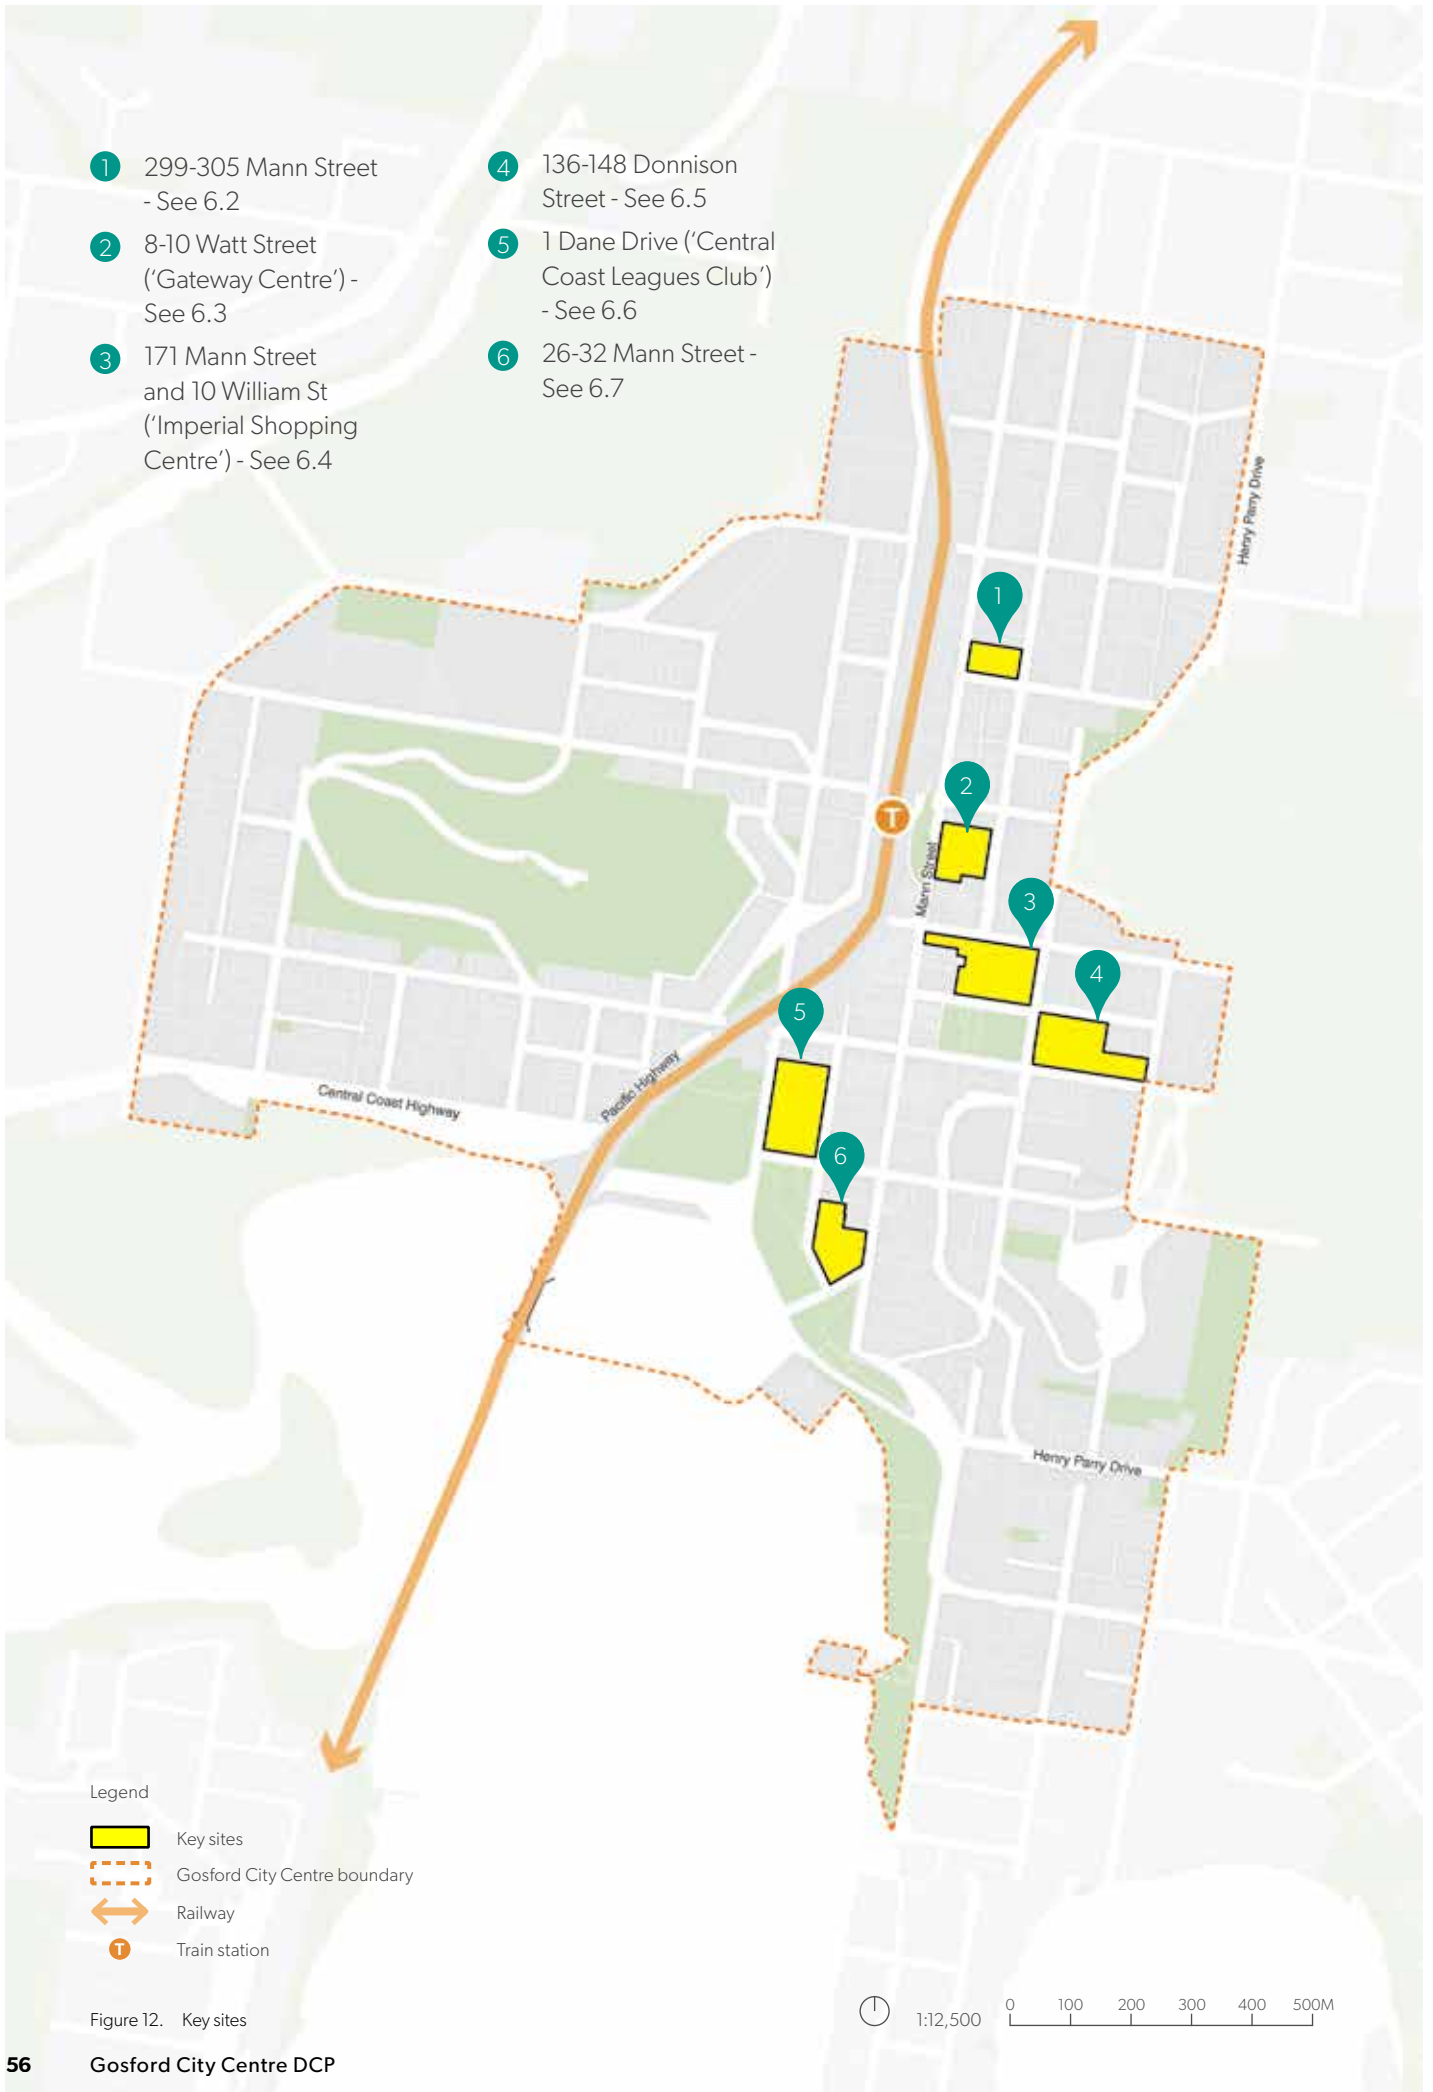 1 299-305 Mann Street
- See 6.2
2 8-10 Watt Street
(‘Gateway Centre’) -
See 6.3
3 171 Mann Street
and 10 William St
(‘Imperial Shopping
Centre’) - See 6.4
4 136-148 Donnison
Street - See 6.5
5 1 Dane Drive (‘Central
Coast Leagues Club’)
- See 6.6
6 26-32 Mann Street -
See 6.7
Henry Parry Drive
1
2
T
Mann Street
3
4
5
Pacific Highway
Central Coast Highway
6
Henry Parry Drive
Legend
Key sites
Gosford City Centre boundary
Railway
T Train station
Figure 12. Key sites
1:12,500
0 100 200 300 400 500M
56 Gosford City Centre DCP